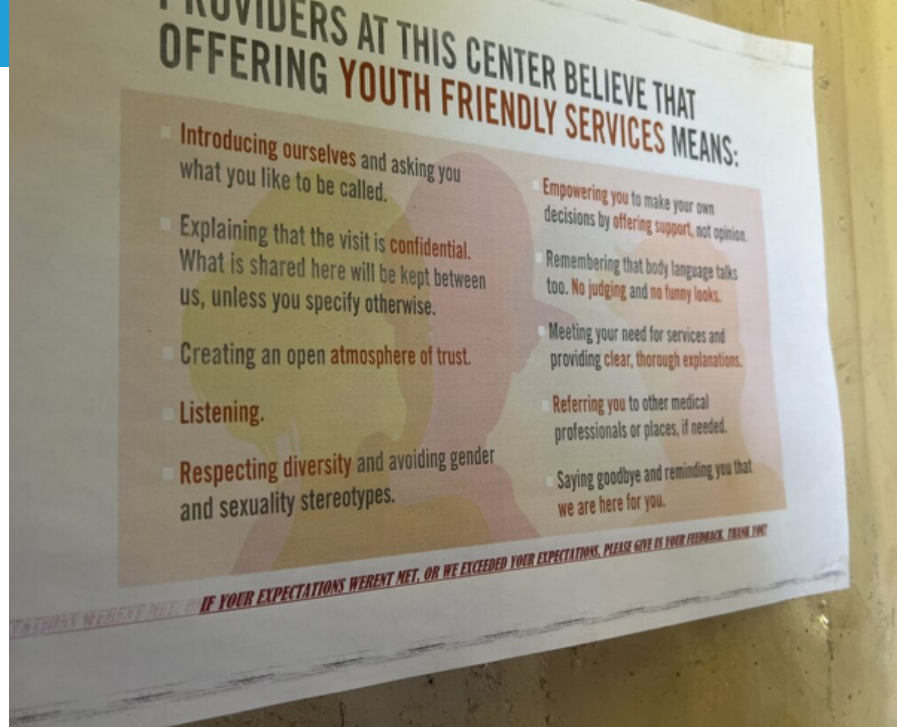 PROVIDERS AT THIS CENTER BELIEVE THAT
OFFERING YOUTH FRIENDLY SERVICES MEANS:
Introducing ourselves and asking you
what you like to be called.
Explaining that the visit is confidential.
What is shared here will be kept between
us, unless you specify otherwise.
Creating an open atmosphere of trust.
Listening.
Respecting diversity and avoiding gender
and sexuality stereotypes.
Empowering you to make your own
decisions by offering support, not opinion.
Remembering that body language talks
too. No judging and no funny looks.
Meeting your need for services and
providing clear, thorough explanations.
Referring you to other medical
professionals or places, if needed.
Saying goodbye and reminding you that
we are here for you.
IF YOUR EXPECTATIONS WERENT MET, OR WE EXCEEDED YOUR EXPECTATIONS, PLEASE GIVE US YOUR FEEDBACK. THANK YOU!